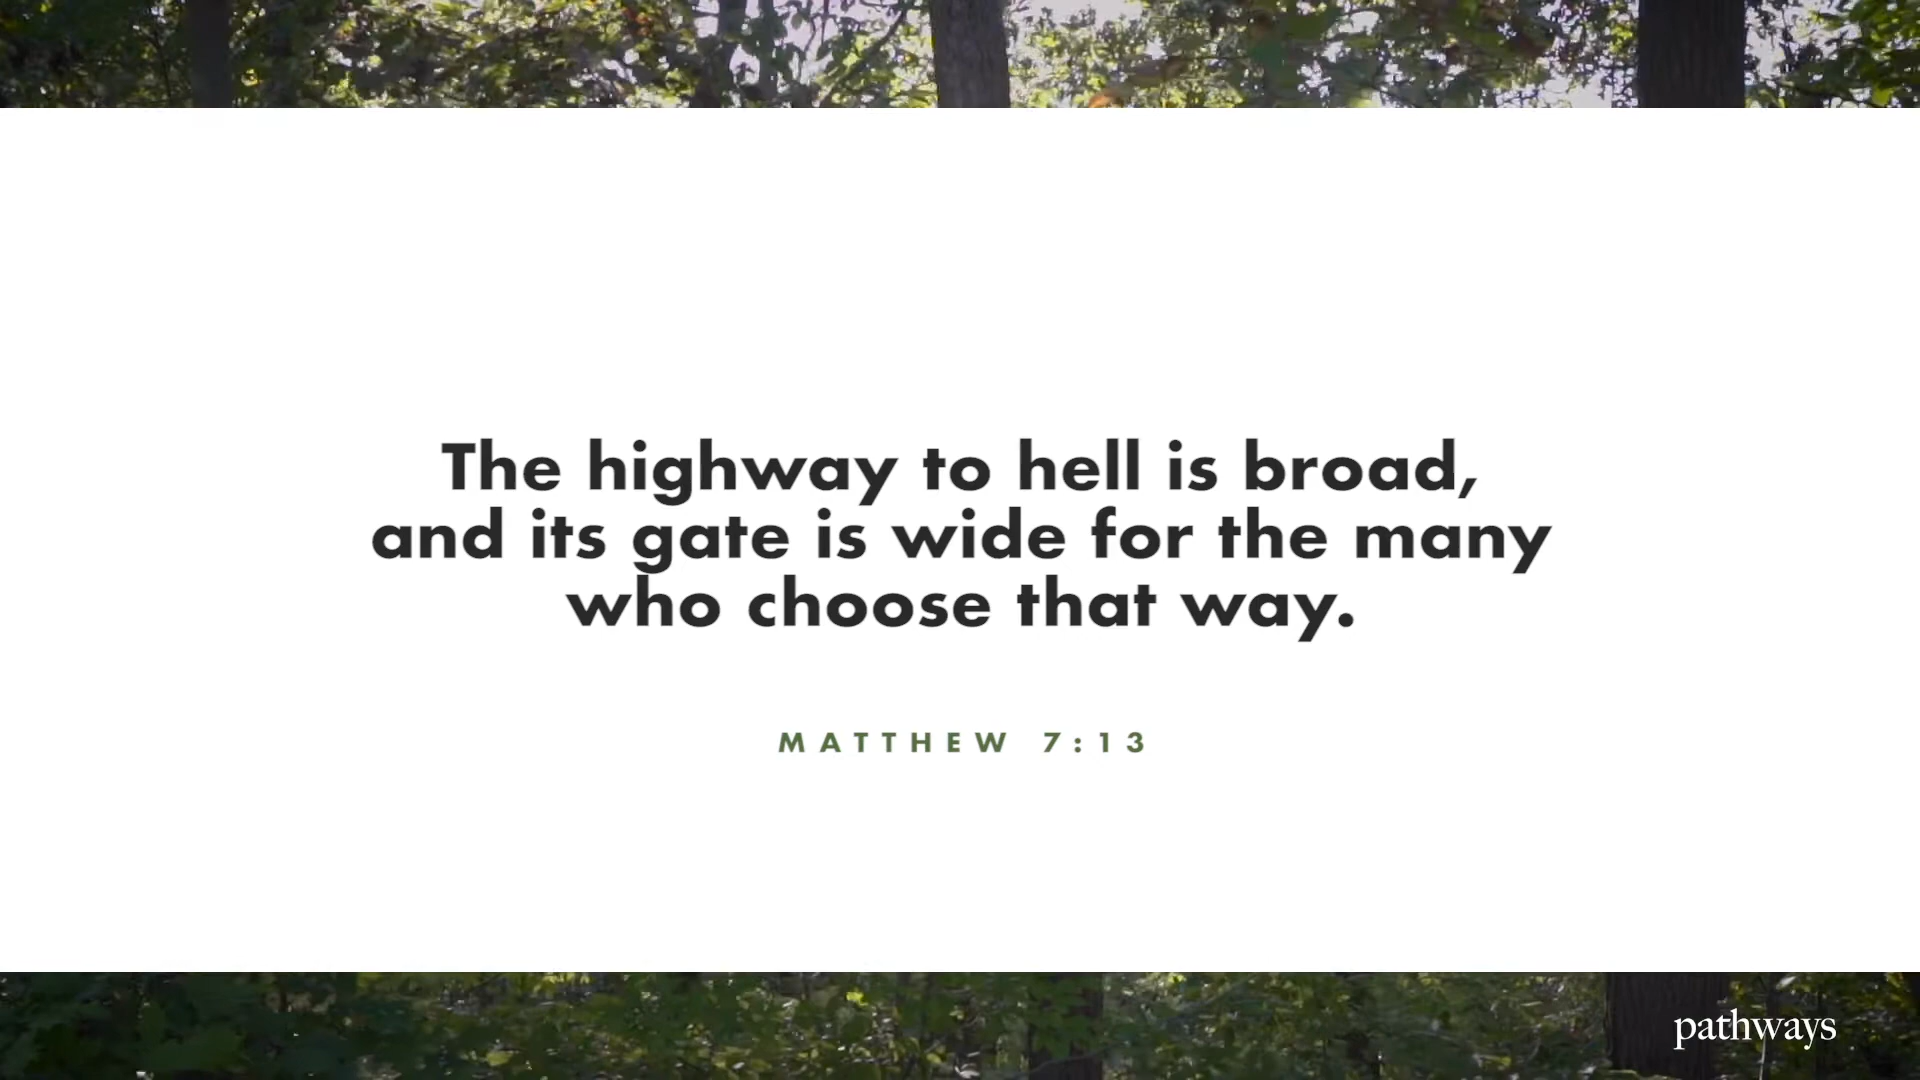 The highway to hell is broad,
and its gate is wide for the many
who choose that way.
MATTHEW 7:13
pathways